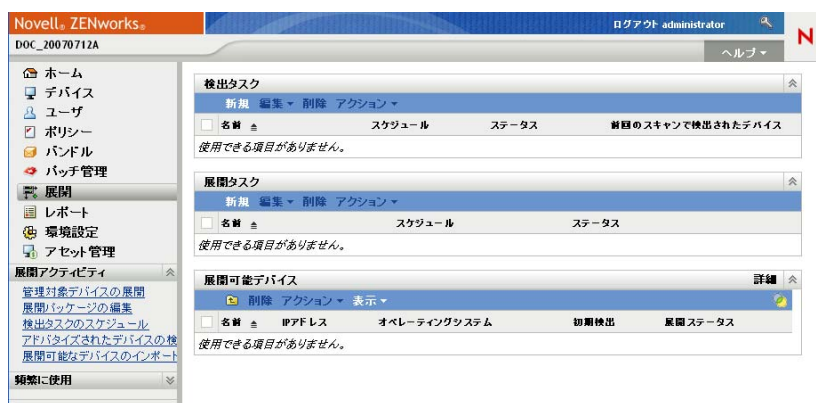 Novell® ZENworks®
ログアウト administrator
N
DOC_20070712A
ヘルプ
ホーム
デバイス
ユーザ
ポリシー
バンドル
パッチ管理
展開
レポート
環境設定
アセット管理
展開アクティビティ
管理対象デバイスの展開
展開パッケージの編集
検出タスクのスケジュール
アドバタイズされたデバイスの検
展開可能なデバイスのインポート
頻繁に使用
検出タスク
新規 編集 削除 アクション
名前 スケジュール ステータス 前回のスキャンで検出されたデバイス
使用できる項目がありません。
展開タスク
新規 編集 削除 アクション
名前 スケジュール ステータス
使用できる項目がありません。
展開可能デバイス 詳細
削除 アクション 表示
名前 IPアドレス オペレーティングシステム 初期検出 展開ステータス
使用できる項目がありません。